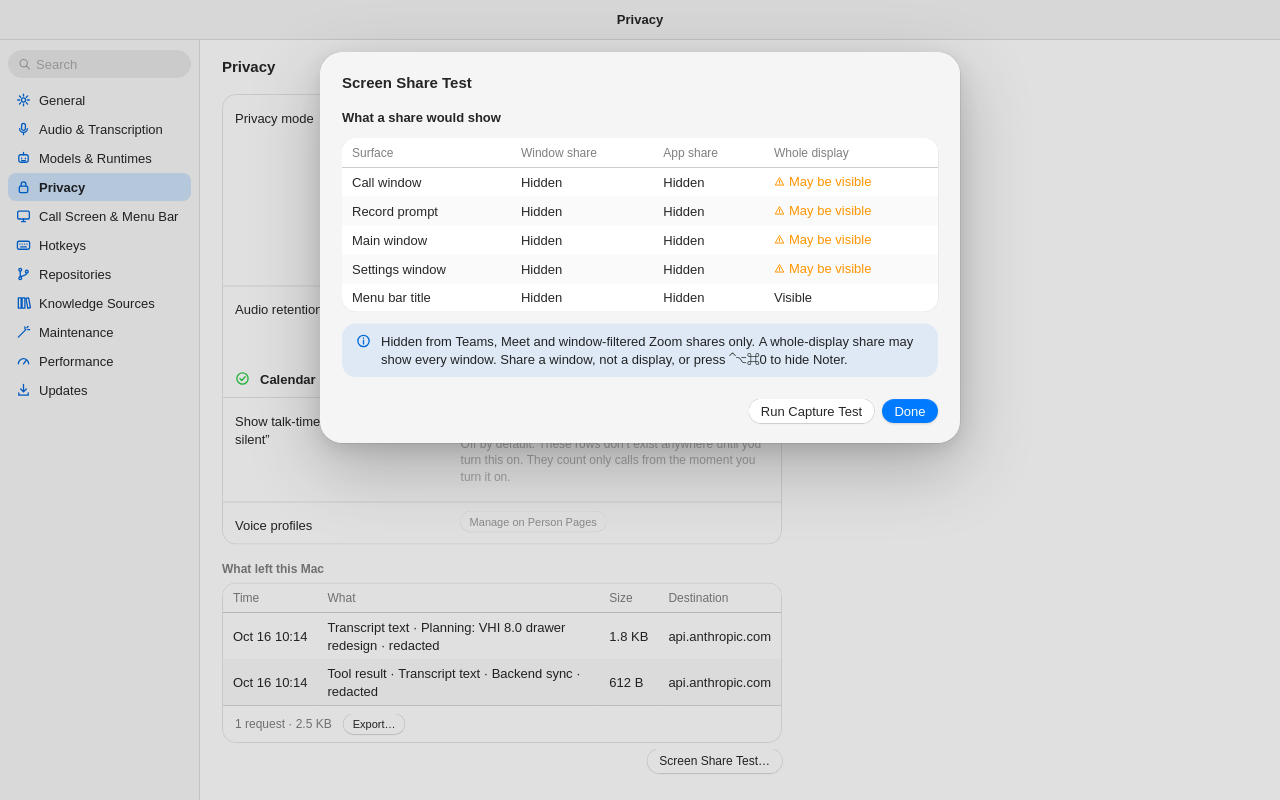 Privacy
Search
General
Audio & Transcription
Models & Runtimes
Privacy
Call Screen & Menu Bar
Hotkeys
Repositories
Knowledge Sources
Maintenance
Performance
Updates
Privacy
Privacy mode
Audio retention
Calendar
Show talk-time
silent”
Off by default. These rows don’t exist anywhere until you
turn this on. They count only calls from the moment you
turn it on.
Voice profiles
Manage on Person Pages
What left this Mac
Time What Size Destination
Oct 16 10:14 Transcript text · Planning: VHI 8.0 drawer redesign · redacted 1.8 KB api.anthropic.com
Oct 16 10:14 Tool result · Transcript text · Backend sync · redacted 612 B api.anthropic.com
1 request · 2.5 KB Export…
Screen Share Test…
Screen Share Test
What a share would show
Surface Window share App share Whole display
Call window Hidden Hidden May be visible
Record prompt Hidden Hidden May be visible
Main window Hidden Hidden May be visible
Settings window Hidden Hidden May be visible
Menu bar title Hidden Hidden Visible
Hidden from Teams, Meet and window-filtered Zoom shares only. A whole-display share may
show every window. Share a window, not a display, or press ⌃⌥⌘0 to hide Noter.
Run Capture Test Done